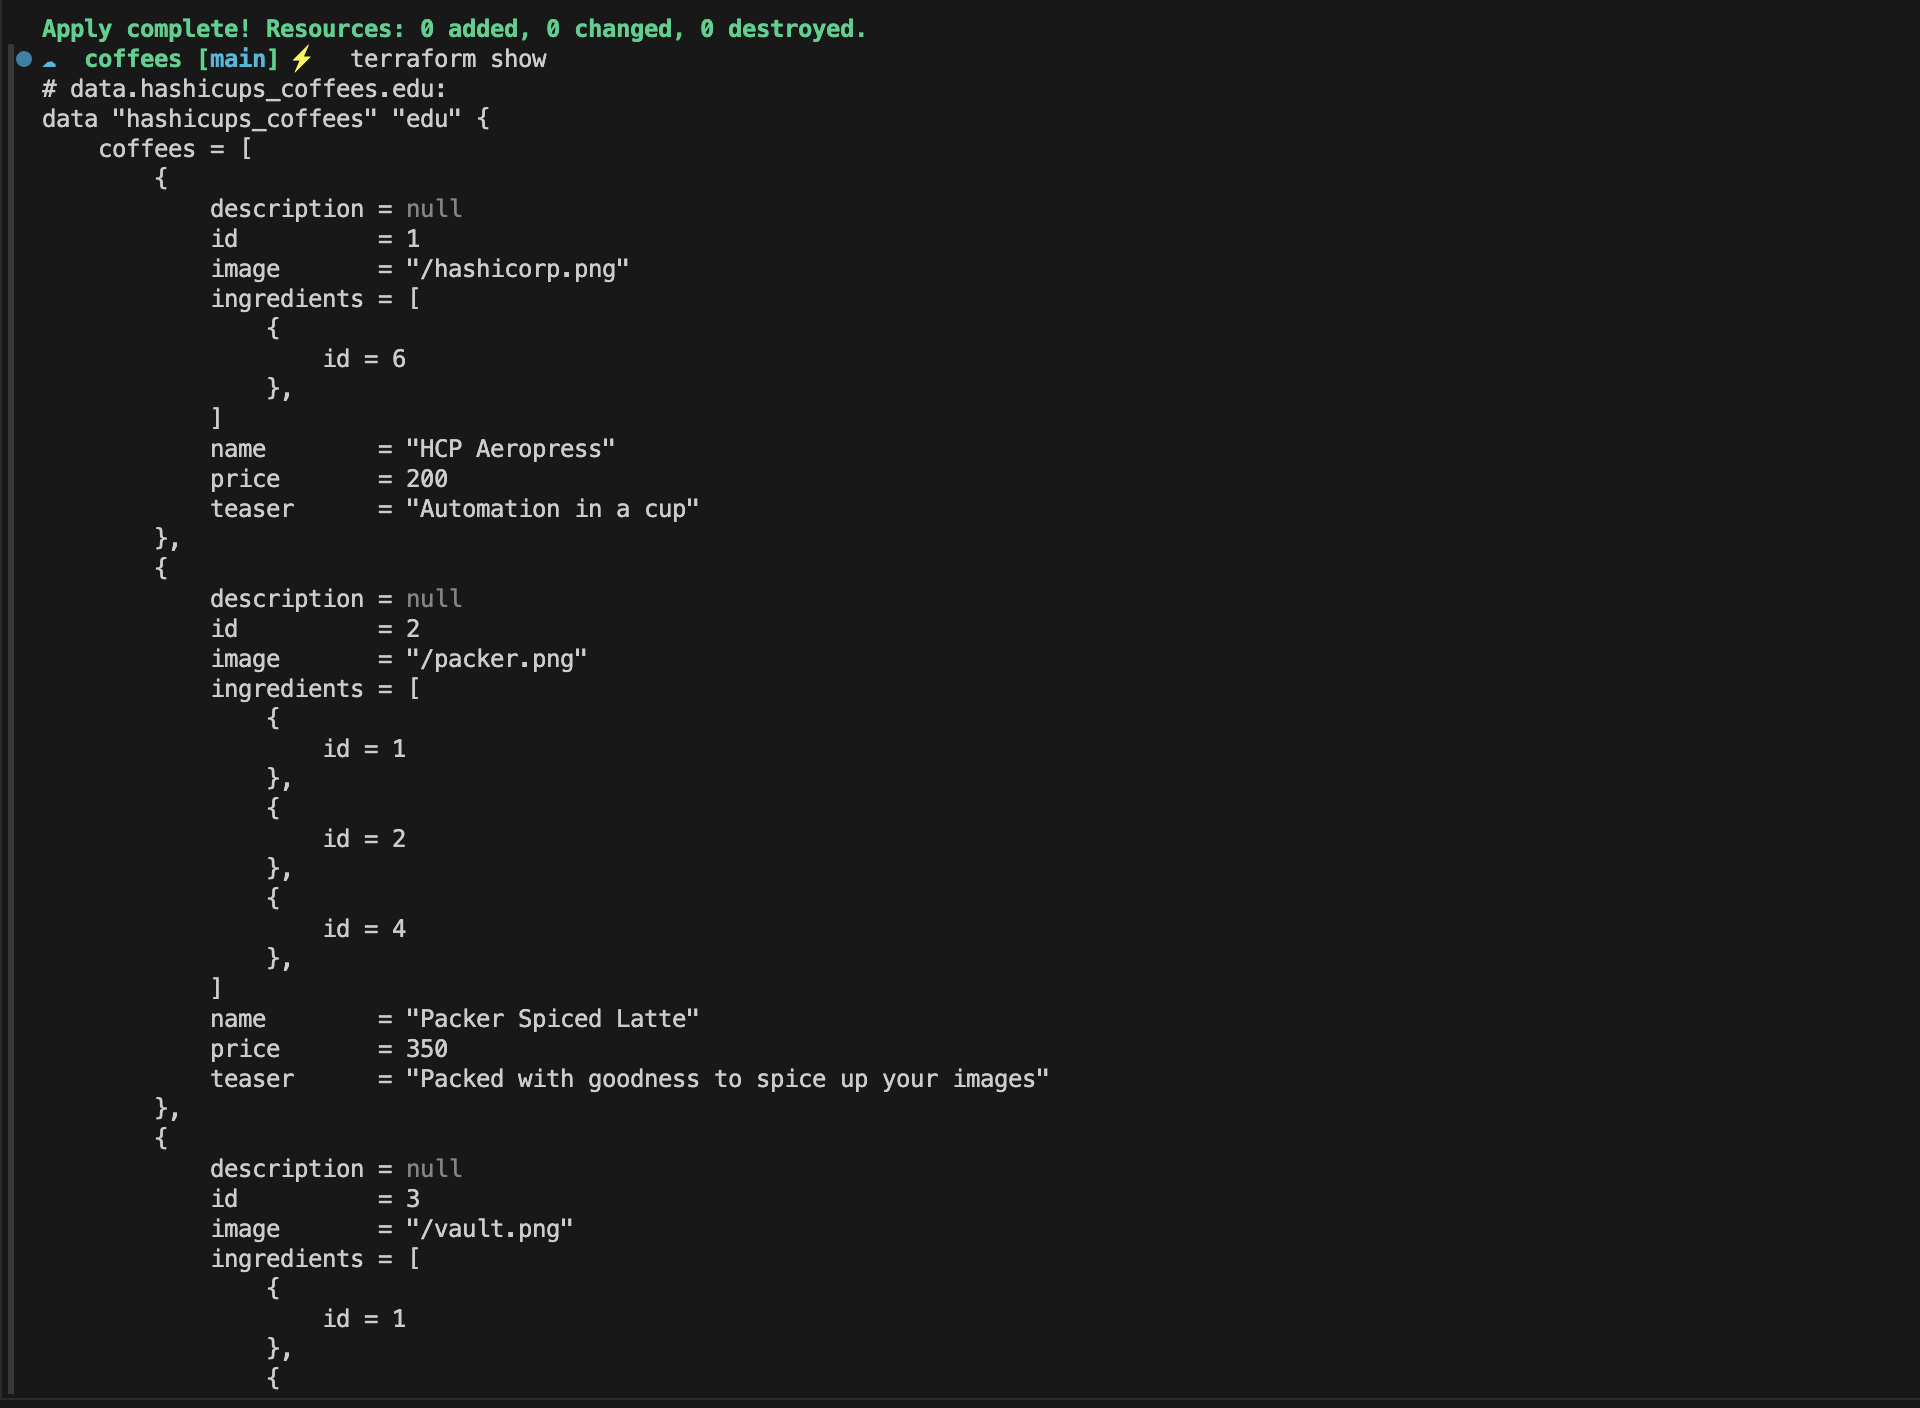 Apply complete! Resources: 0 added, 0 changed, 0 destroyed.
coffees [main] ⚡ terraform show
# data.hashicups_coffees.edu:
data "hashicups_coffees" "edu" {
    coffees = [
        {
            description = null
            id          = 1
            image       = "/hashicorp.png"
            ingredients = [
                {
                    id = 6
                },
            ]
            name        = "HCP Aeropress"
            price       = 200
            teaser      = "Automation in a cup"
        },
        {
            description = null
            id          = 2
            image       = "/packer.png"
            ingredients = [
                {
                    id = 1
                },
                {
                    id = 2
                },
                {
                    id = 4
                },
            ]
            name        = "Packer Spiced Latte"
            price       = 350
            teaser      = "Packed with goodness to spice up your images"
        },
        {
            description = null
            id          = 3
            image       = "/vault.png"
            ingredients = [
                {
                    id = 1
                },
                {